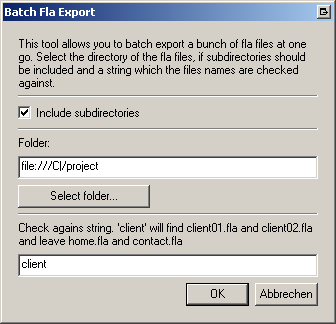 Batch Fla Export
This tool allows you to batch export a bunch of fla files at one
go. Select the directory of the fla files, if subdirectories should
be included and a string which the files names are checked
against.
Include subdirectories
Folder:
file:///C|/project
Select folder...
Check agains string. 'client' will find client01.fla and client02.fla
and leave home.fla and contact.fla
client
OK
Abbrechen